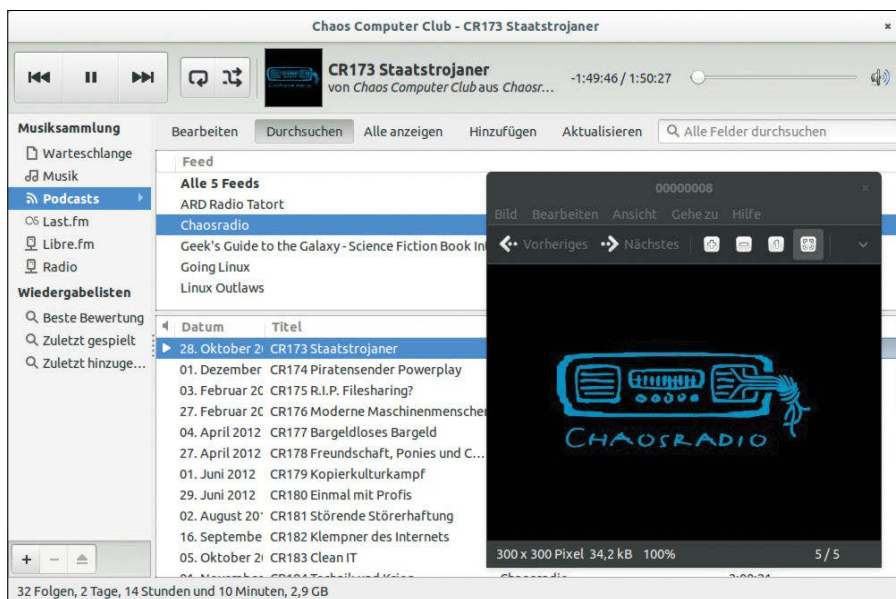 Chaos Computer Club - CR173 Staatstrojaner
CR173 Staatstrojaner
von Chaos Computer Club aus Chaosr...
-1:49:46 / 1:50:27
Musiksammlung
Warteschlange
Musik
Podcasts
Last.fm
Libre.fm
Radio
Wiedergabelisten
Beste Bewertung
Zuletzt gespielt
Zuletzt hinzuge...
Bearbeiten Durchsuchen Alle anzeigen Hinzufügen Aktualisieren Alle Felder durchsuchen
Feed
Alle 5 Feeds
ARD Radio Tatort
Chaosradio
Geek's Guide to the Galaxy - Science Fiction Book In
Going Linux
Linux Outlaws
Datum Titel
28. Oktober 2 CR173 Staatstrojaner
01. Dezember CR174 Piratensender Powerplay
03. Februar 20 CR175 R.I.P. Filesharing?
27. Februar 20 CR176 Moderne Maschinenmensche
04. April 2012 CR177 Bargeldloses Bargeld
27. April 2012 CR178 Freundschaft, Ponies und C...
01. Juni 2012 CR179 Kopierkulturkampf
29. Juni 2012 CR180 Einmal mit Profis
02. August 20 CR181 Störende Störerhaftung
16. Septembe CR182 Klempner des Internets
05. Oktober 2 CR183 Clean IT
00000008
Bild Bearbeiten Ansicht Gehe zu Hilfe
Vorheriges Nächstes
CHAOSRADIO
300 x 300 Pixel 34,2 kB 100% 5 / 5
32 Folgen, 2 Tage, 14 Stunden und 10 Minuten, 2,9 GB